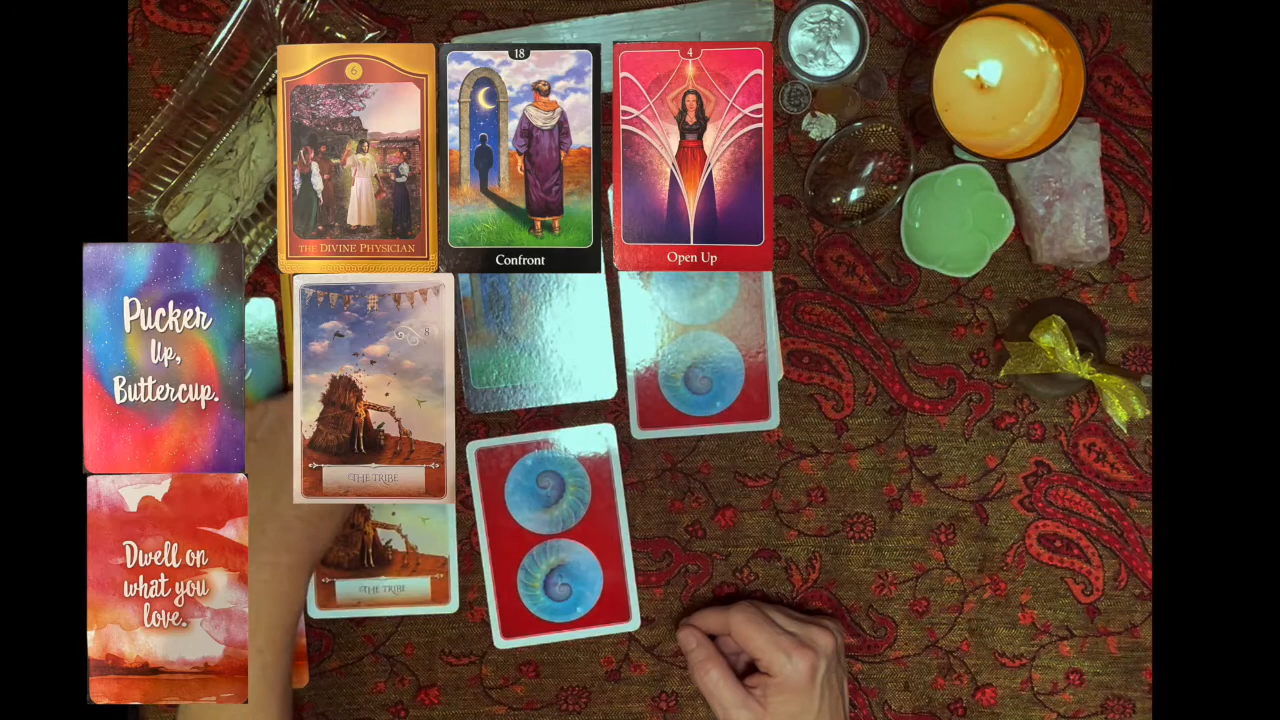 6
THE DIVINE PHYSICIAN
18
Confront
4
Open Up
Pucker
Up,
Buttercup.
8
THE TRIBE
Dwell on
what you
love.
THE TRIBE